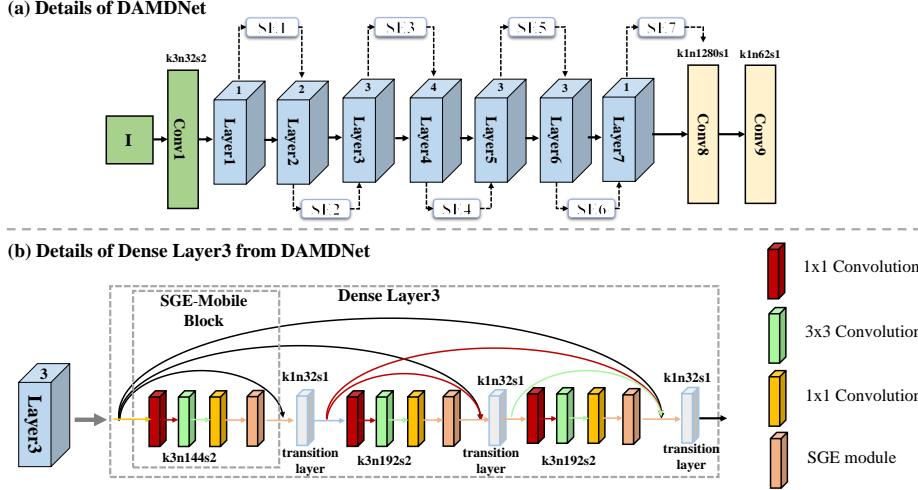 (a) Details of DAMDNet
SE1
SE3
SE5
SE7
k3n32s2
k1n1280s1
k1n62s1
1
2
3
4
3
3
1
I
Conv1
Layer1
Layer2
Layer3
Layer4
Layer5
Layer6
Layer7
Conv8
Conv9
SE2
SE4
SE6
(b) Details of Dense Layer3 from DAMDNet
SGE-Mobile
Block
Dense Layer3
1x1 Convolution
3x3 Convolution
1x1 Convolution
SGE module
3
Layer3
k1n32s1
k1n32s1
k1n32s1
k3n144s2
transition
layer
k3n192s2
transition
layer
k3n192s2
transition
layer